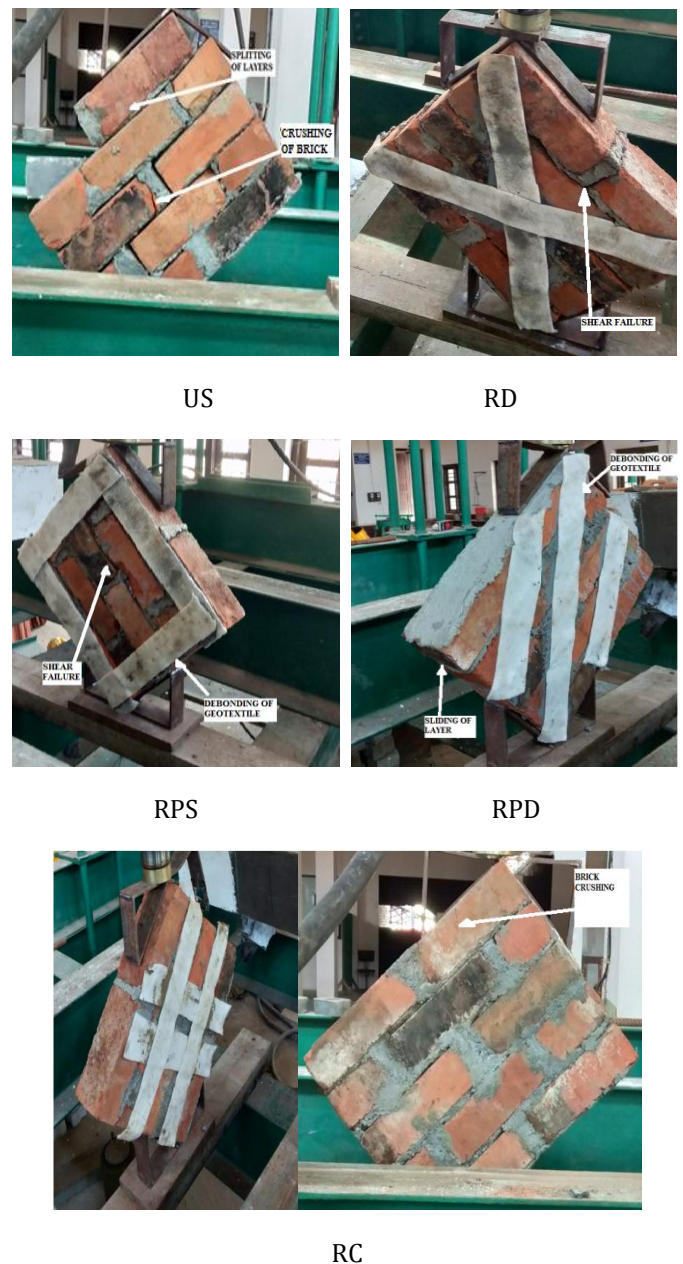 SPLITTING
OF LAYERS
CRUSHING
OF BRICK
SHEAR FAILURE
US
RD
SHEAR
FAILURE
DEBONDING OF
GEOTEXTILE
DEBONDING OF
GEOTEXTILE
SLIDING OF
LAYER
RPS
RPD
BRICK
CRUSHING
RC